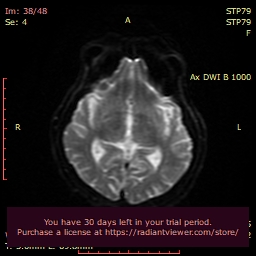 Im: 38/48
STP79
Se: 4
STP79
F
A
Ax DWI B 1000
R
L
You have 30 days left in your trial period.
Purchase a license at https://radiantviewer.com/store/